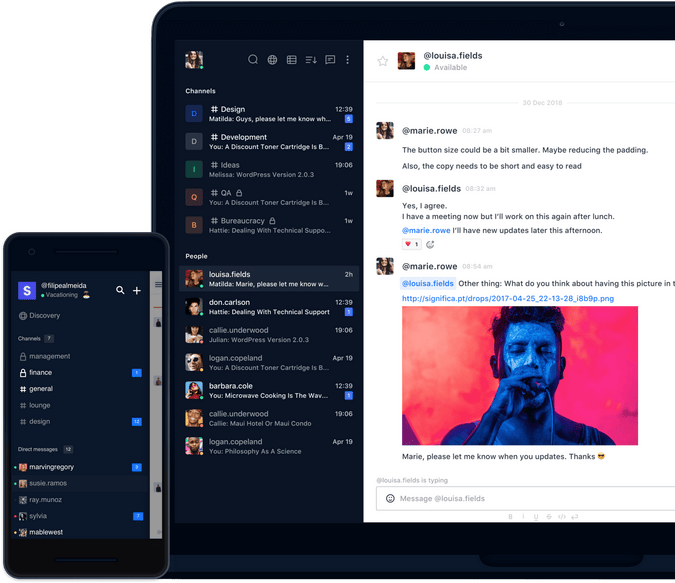 @louisa.fields
Available
Channels
30 Dec 2018
D
Design
12:39
Matilda: Guys, please let me know wh...
5
@marie.rowe 08:27 am
D
Development
Apr 19
You: A Discount Toner Cartridge Is B...
2
The button size could be a bit smaller. Maybe reducing the padding.
Also, the copy needs to be short and easy to read
I
Ideas
19:06
Melissa: WordPress Version 2.0.3
@louisa.fields 08:32 am
Q
QA
1w
You: A Discount Toner Cartridge Is B...
Yes, I agree.
I have a meeting now but I'll work on this again after lunch.
@marie.rowe I'll have new updates later this afternoon.
1
B
Bureaucracy
1w
Hattie: Dealing With Technical Suppo...
People
@marie.rowe 09:54 am
louisa.fields
2h
Matilda: Marie, please let me know w...
@louisa.fields Other thing: What do you think about having this picture in t
http://significa.pt/drops/2017-04-25_22-13-28_i8b9p.png
don.carlson
12:39
Hattie: Dealing With Technical Support
1
callie.underwood
19:06
Julian: WordPress Version 2.0.3
logan.copeland
Apr 19
You: A Discount Toner Cartridge Is B...
barbara.cole
12:39
You: Microwave Cooking Is The Wav...
1
callie.underwood
19:06
Callie: Maui Hotel Or Maui Condo
logan.copeland
Apr 19
You: Philosophy As A Science
Marie, please let me know when you updates. Thanks 😎
@louisa.fields is typing
Message @louisa.fields
B I U S </>
S
@filipealmeida
Vacationing
Discovery
Channels 7
management
finance
1
general
lounge
design
12
Direct messages 12
marvingregory
3
susie.ramos
ray.munoz
sylvia
7
mablewest